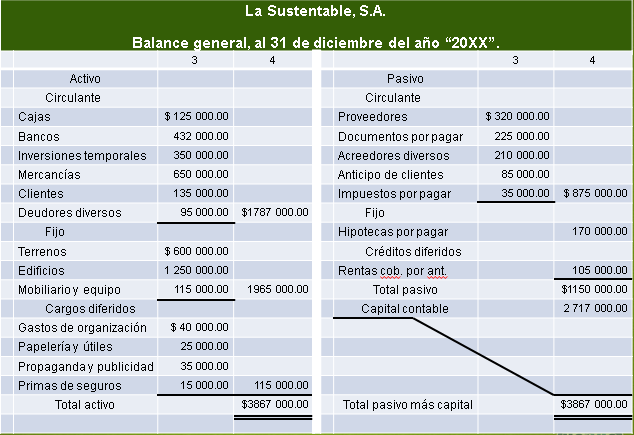 La Sustentable, S.A.
Balance general, al 31 de diciembre del año “20XX”.
3 4 3 4
Activo Pasivo
Circulante Circulante
Cajas $ 125 000.00 Proveedores $ 320 000.00
Bancos 432 000.00 Documentos por pagar 225 000.00
Inversiones temporales 350 000.00 Acreedores diversos 210 000.00
Mercancías 650 000.00 Anticipo de clientes 85 000.00
Clientes 135 000.00 Impuestos por pagar 35 000.00 $ 875 000.00
Deudores diversos 95 000.00 $1787 000.00 Fijo
Fijo Hipotecas por pagar 170 000.00
Terrenos $ 600 000.00 Créditos diferidos
Edificios 1 250 000.00 Rentas cob. por ant. 105 000.00
Mobiliario y equipo 115 000.00 1965 000.00 Total pasivo $1150 000.00
Cargos diferidos Capital contable 2 717 000.00
Gastos de organización $ 40 000.00
Papelería y útiles 25 000.00
Propaganda y publicidad 35 000.00
Primas de seguros 15 000.00 115 000.00
Total activo $3867 000.00 Total pasivo más capital $3867 000.00